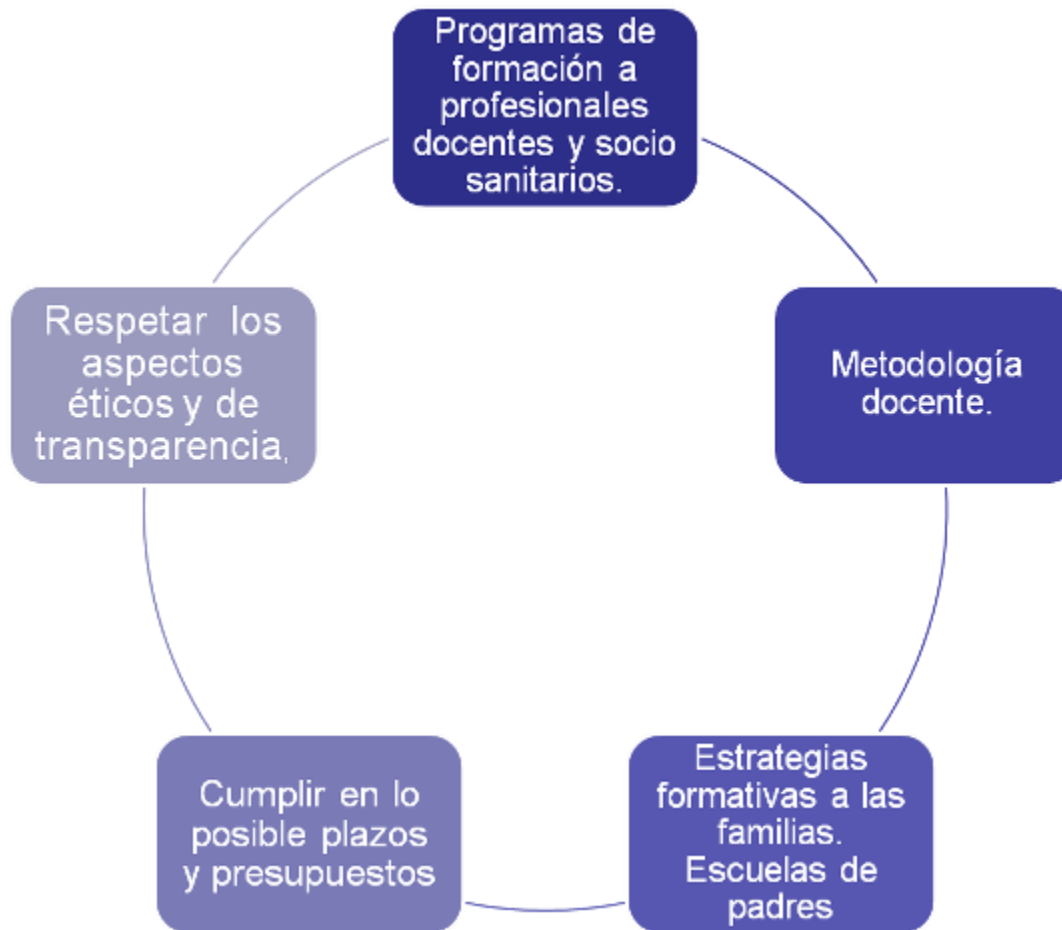 Programas de
formación a
profesionales
docentes y socio
sanitarios.
Metodología
docente.
Estrategias
formativas a las
familias.
Escuelas de
padres
Cumplir en lo
posible plazos
y presupuestos
Respetar los
aspectos
éticos y de
transparencia,